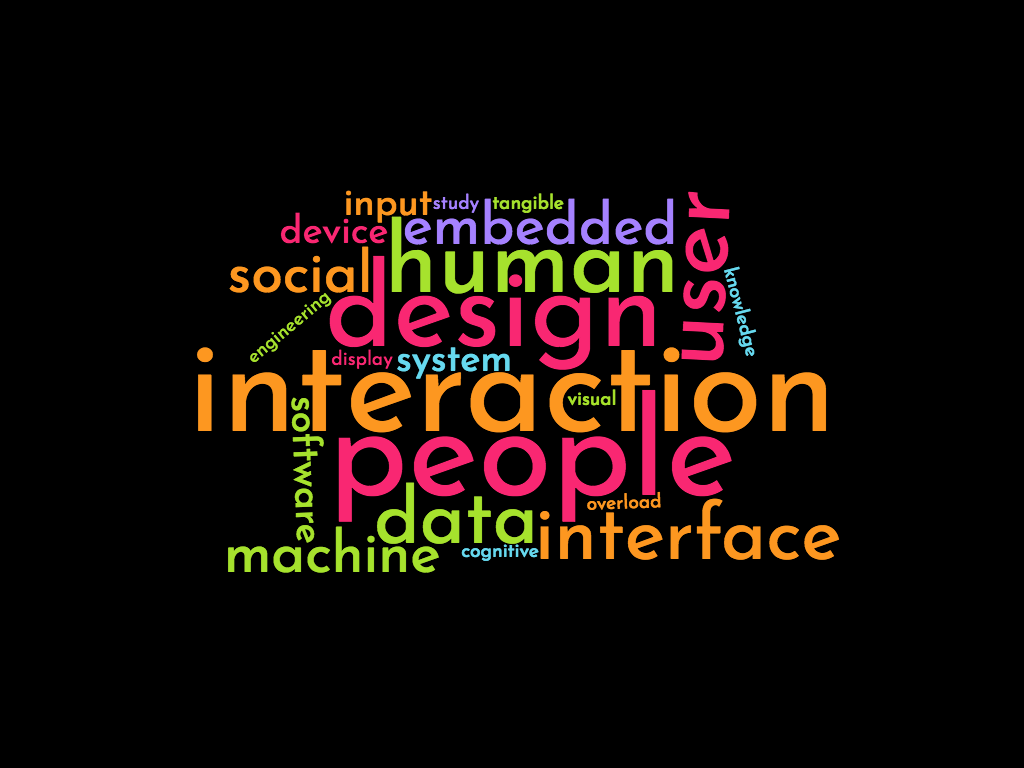 input study tangible
device embedded
user
social human
knowledge
engineering
design
display system
interaction
visual
software
people
overload
data
interface
machine
cognitive